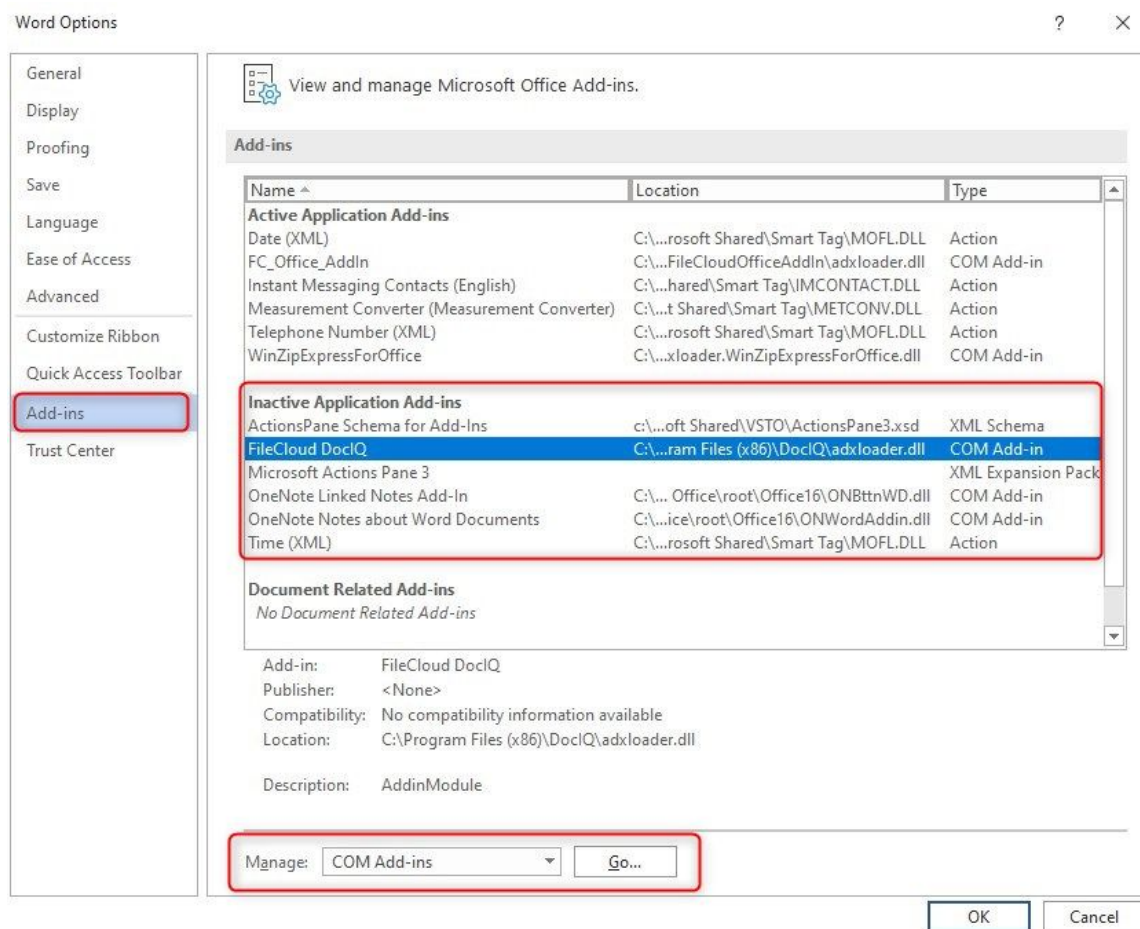 Word Options
?
General
Display
Proofing
Save
Language
Ease of Access
Advanced
Customize Ribbon
Quick Access Toolbar
Add-ins
Trust Center
View and manage Microsoft Office Add-ins.
Add-ins
Name Location Type
Active Application Add-ins
Date (XML) C:\...rosoft Shared\Smart Tag\MOFL.DLL Action
FC_Office_AddIn C:\...FileCloudOfficeAddIn\adxloader.dll COM Add-in
Instant Messaging Contacts (English) C:\...hared\Smart Tag\IMCONTACT.DLL Action
Measurement Converter (Measurement Converter) C:\...t Shared\Smart Tag\METCONV.DLL Action
Telephone Number (XML) C:\...rosoft Shared\Smart Tag\MOFL.DLL Action
WinZipExpressForOffice C:\...xloader.WinZipExpressForOffice.dll COM Add-in
Inactive Application Add-ins
ActionsPane Schema for Add-Ins c:\...oft Shared\VSTO\ActionsPane3.xsd XML Schema
FileCloud DocIQ C:\...ram Files (x86)\DocIQ\adxloader.dll COM Add-in
Microsoft Actions Pane 3 XML Expansion Pack
OneNote Linked Notes Add-In C:\... Office\root\Office16\ONBttnWD.dll COM Add-in
OneNote Notes about Word Documents C:\...ice\root\Office16\ONWordAddin.dll COM Add-in
Time (XML) C:\...rosoft Shared\Smart Tag\MOFL.DLL Action
Document Related Add-ins
No Document Related Add-ins
Add-in: FileCloud DocIQ
Publisher: <None>
Compatibility: No compatibility information available
Location: C:\Program Files (x86)\DocIQ\adxloader.dll
Description: AddinModule
Manage: COM Add-ins Go...
OK Cancel